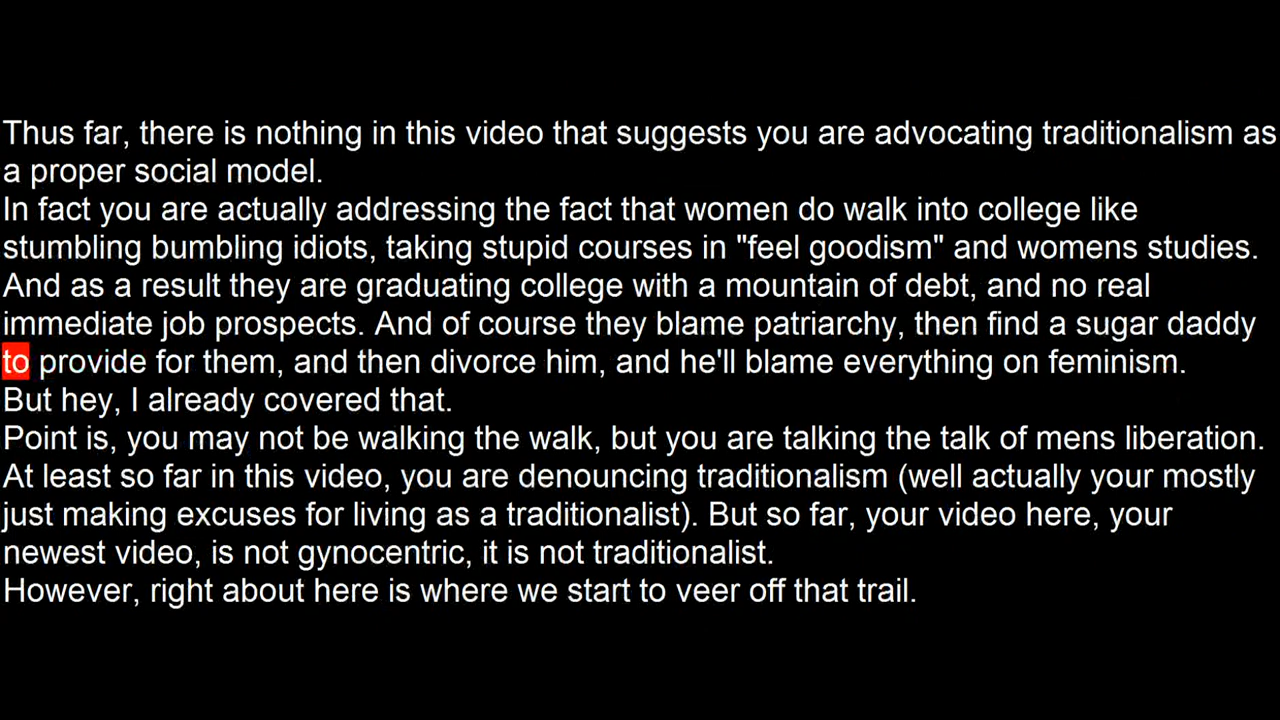 Thus far, there is nothing in this video that suggests you are advocating traditionalism as
a proper social model.
In fact you are actually addressing the fact that women do walk into college like
stumbling bumbling idiots, taking stupid courses in "feel goodism" and womens studies.
And as a result they are graduating college with a mountain of debt, and no real
immediate job prospects. And of course they blame patriarchy, then find a sugar daddy
to provide for them, and then divorce him, and he'll blame everything on feminism.
But hey, I already covered that.
Point is, you may not be walking the walk, but you are talking the talk of mens liberation.
At least so far in this video, you are denouncing traditionalism (well actually your mostly
just making excuses for living as a traditionalist). But so far, your video here, your
newest video, is not gynocentric, it is not traditionalist.
However, right about here is where we start to veer off that trail.